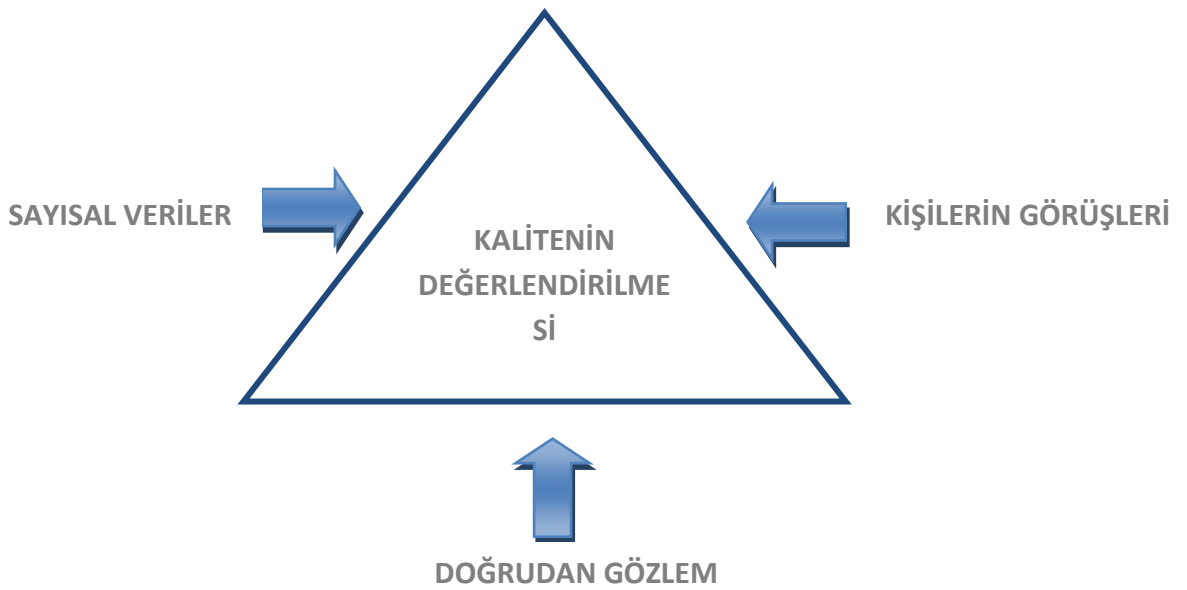 SAYISAL VERİLER
KİŞİLERİN GÖRÜŞLERİ
KALİTENİN
DEĞERLENDİRİLME
Sİ
DOĞRUDAN GÖZLEM